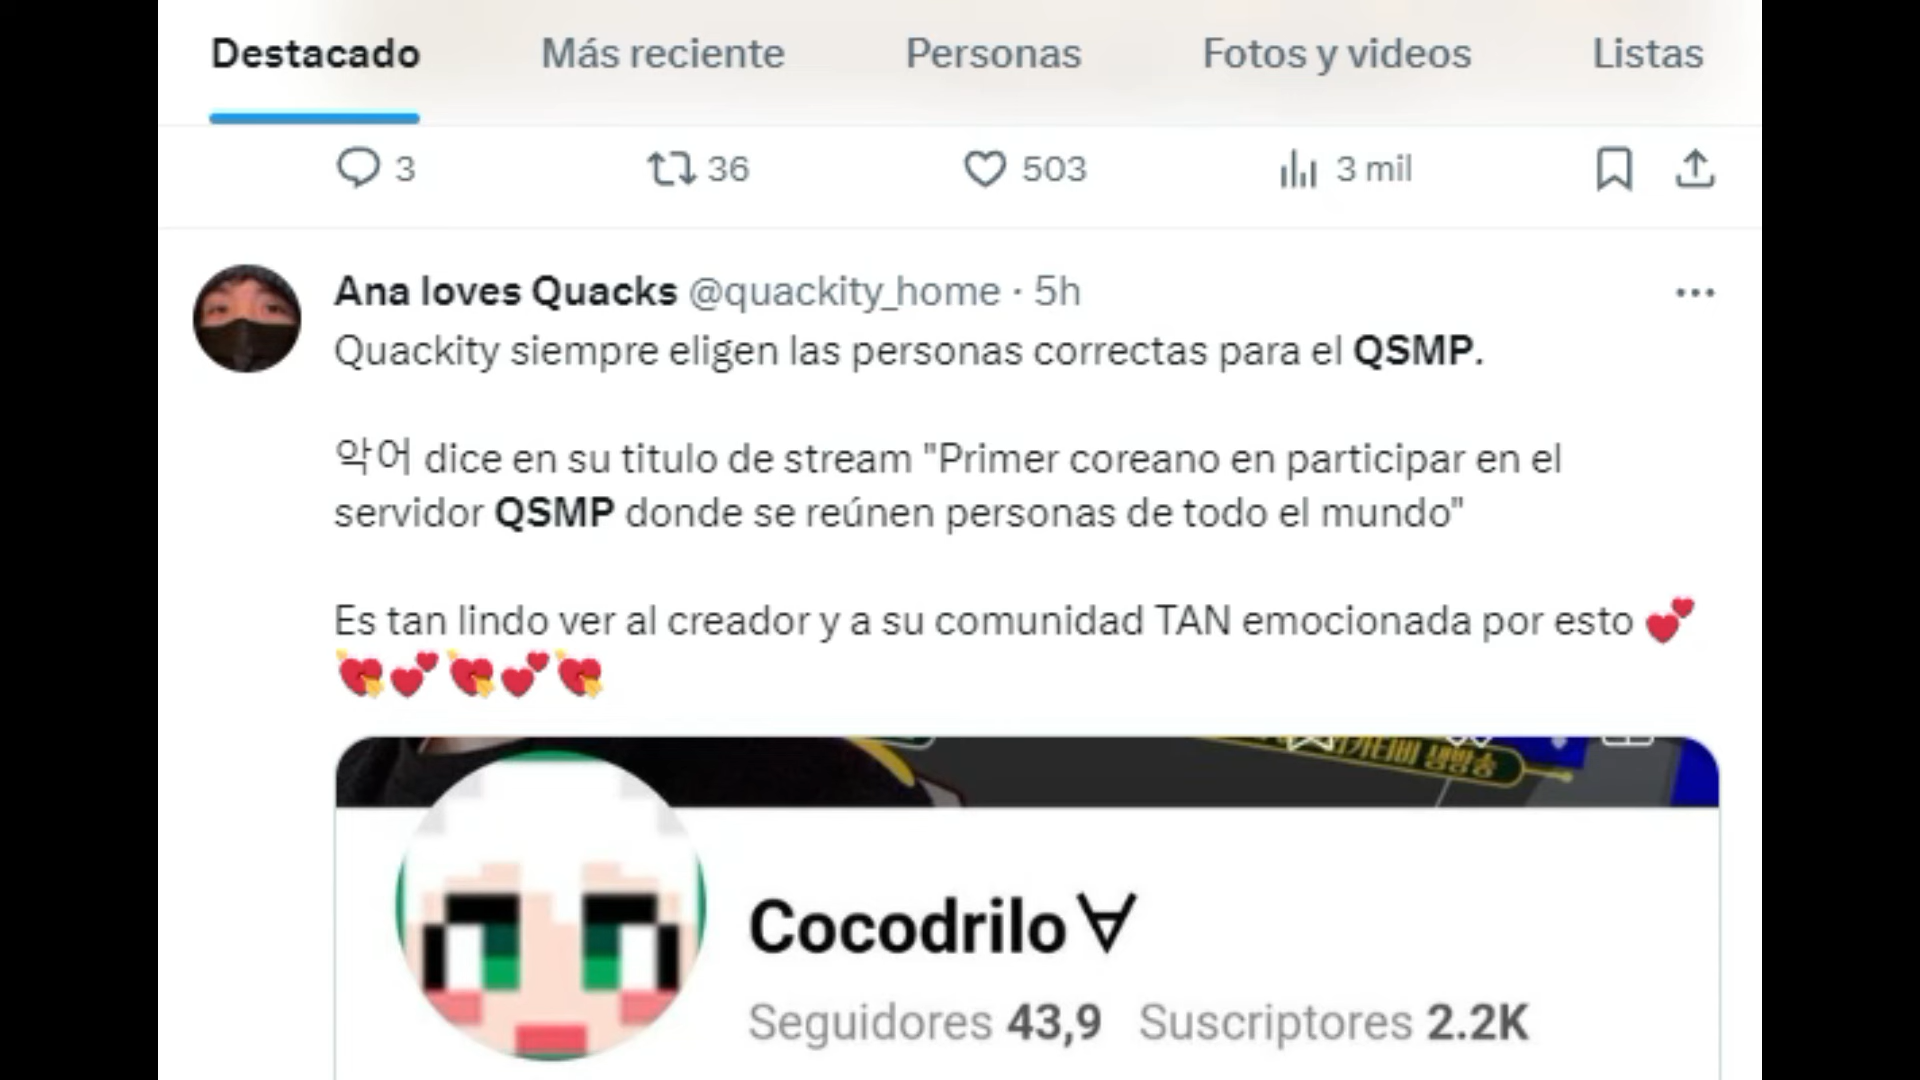 Destacado Más reciente Personas Fotos y videos Listas
3 36 503 3 mil
Ana loves Quacks @quackity_home · 5h
Quackity siempre eligen las personas correctas para el QSMP.
악어 dice en su titulo de stream "Primer coreano en participar en el
servidor QSMP donde se reúnen personas de todo el mundo"
Es tan lindo ver al creador y a su comunidad TAN emocionada por esto 💕
💘💕💘💕💘
생방송
Cocodrilo∀
Seguidores 43,9 Suscriptores 2.2K